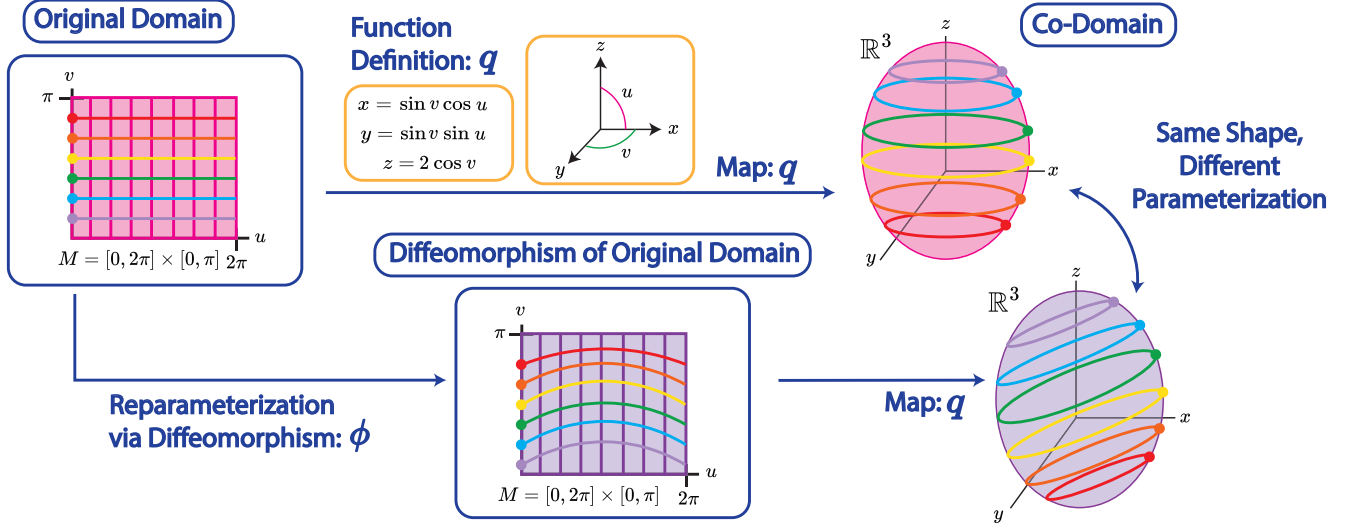 Original Domain
v
π
u
M = [0, 2π] × [0, π] 2π
Function
Definition: q
x = sin v cos u
y = sin v sin u
z = 2 cos v
z
u
x
v
y
Map: q
Co-Domain
z
ℝ³
x
y
Same Shape,
Different
Parameterization
Diffeomorphism of Original Domain
v
π
u
M = [0, 2π] × [0, π] 2π
Reparameterization
via Diffeomorphism: ϕ
Map: q
z
ℝ³
x
y